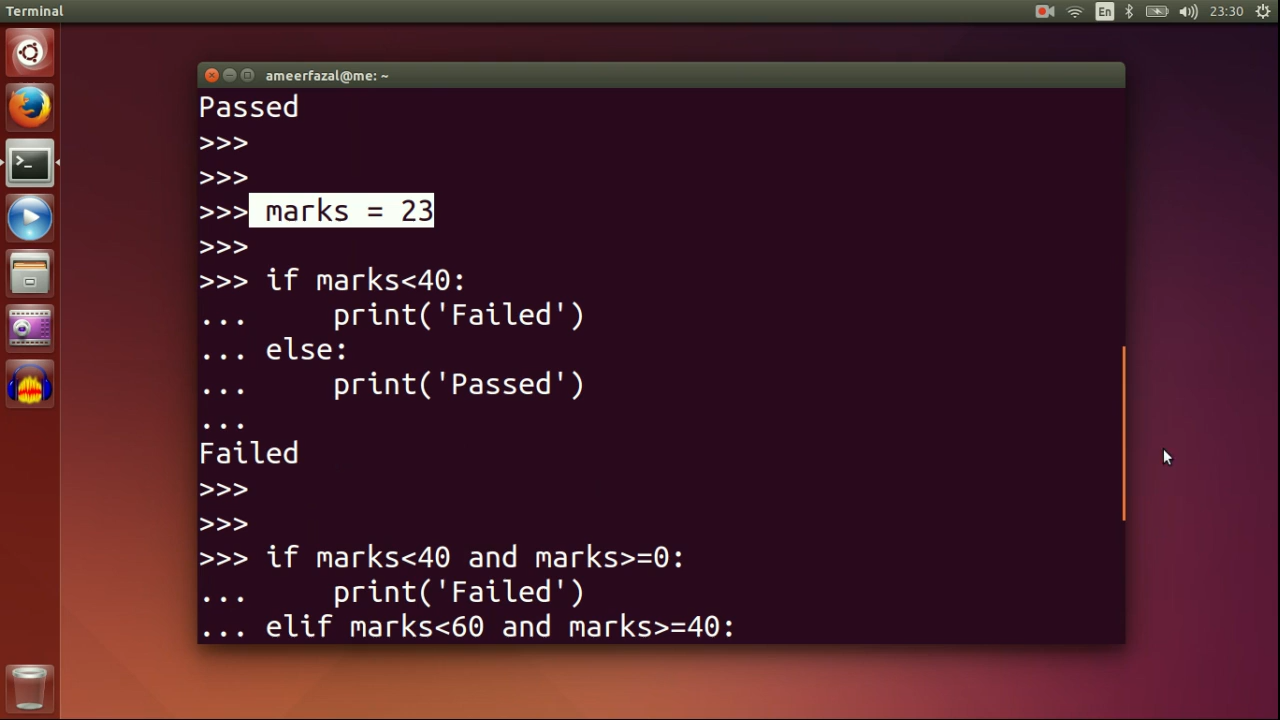 Terminal
En
23:30
ameerfazal@me: ~
Passed
>>>
>>>
>>> marks = 23
>>>
>>> if marks<40:
...     print('Failed')
... else:
...     print('Passed')
...
Failed
>>>
>>>
>>> if marks<40 and marks>=0:
...     print('Failed')
... elif marks<60 and marks>=40: